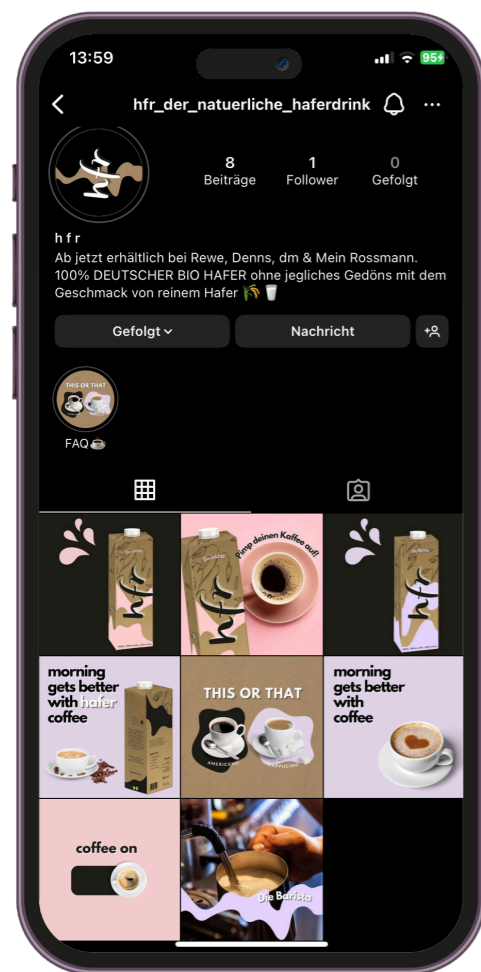 13:59
95
hfr_der_natuerliche_haferdrink
hfr
8
1
0
Beiträge
Follower
Gefolgt
h f r
Ab jetzt erhältlich bei Rewe, Denns, dm & Mein Rossmann.
100% DEUTSCHER BIO HAFER ohne jegliches Gedöns mit dem
Geschmack von reinem Hafer 🌾 🥛
Gefolgt
Nachricht
THIS OR THAT
FAQ☕
hfr
hfr
Pimp deinen Kaffee auf!
Die Barista
hfr
morning
gets better
with hafer
coffee
THIS OR THAT
AMERICANO
CAPPUCINO
morning
gets better
with
coffee
coffee on
Die Barista